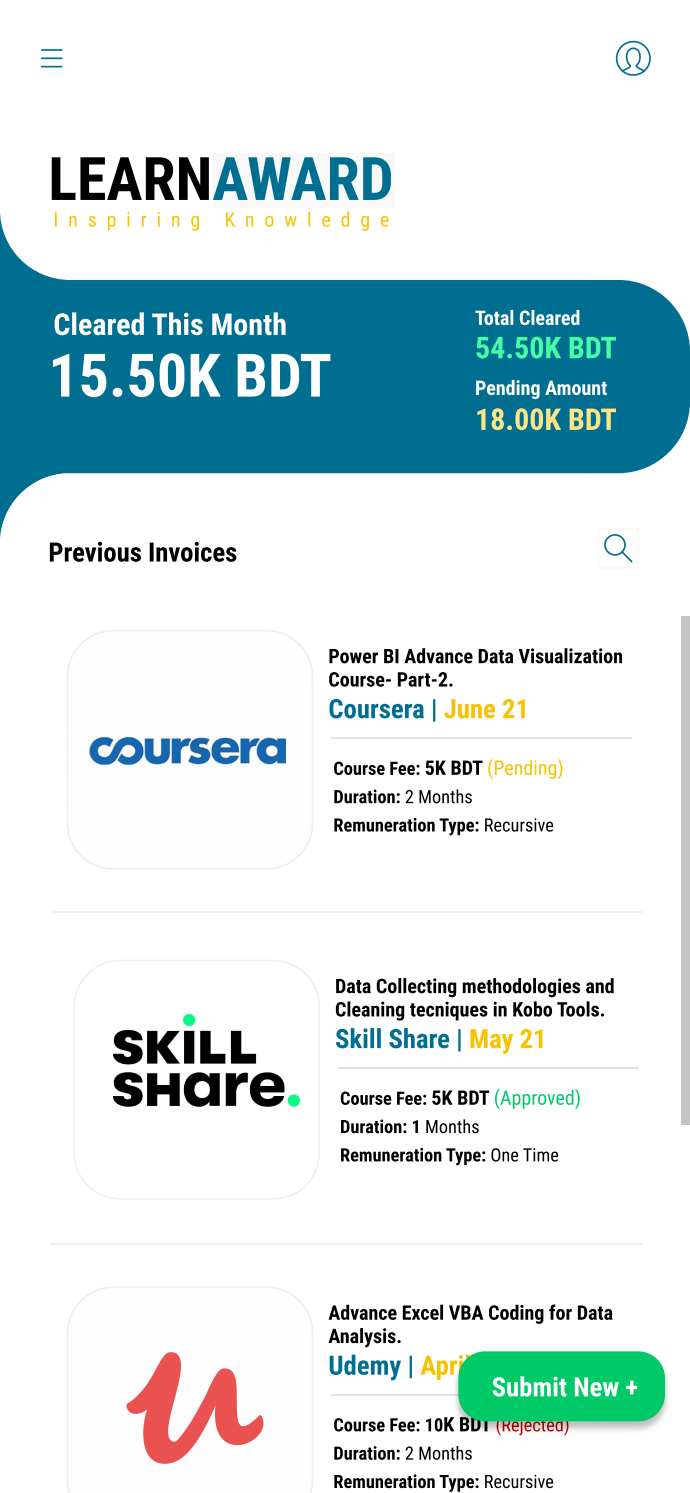 LEARNAWARD
Inspiring Knowledge
Cleared This Month
15.50K BDT
Total Cleared
54.50K BDT
Pending Amount
18.00K BDT
Previous Invoices
coursera
Power BI Advance Data Visualization
Course- Part-2.
Coursera | June 21
Course Fee: 5K BDT (Pending)
Duration: 2 Months
Remuneration Type: Recursive
SKILL
SHare.
Data Collecting methodologies and
Cleaning tecniques in Kobo Tools.
Skill Share | May 21
Course Fee: 5K BDT (Approved)
Duration: 1 Months
Remuneration Type: One Time
u
Advance Excel VBA Coding for Data
Analysis.
Udemy | April
Submit New +
Course Fee: 10K BDT (Rejected)
Duration: 2 Months
Remuneration Type: Recursive